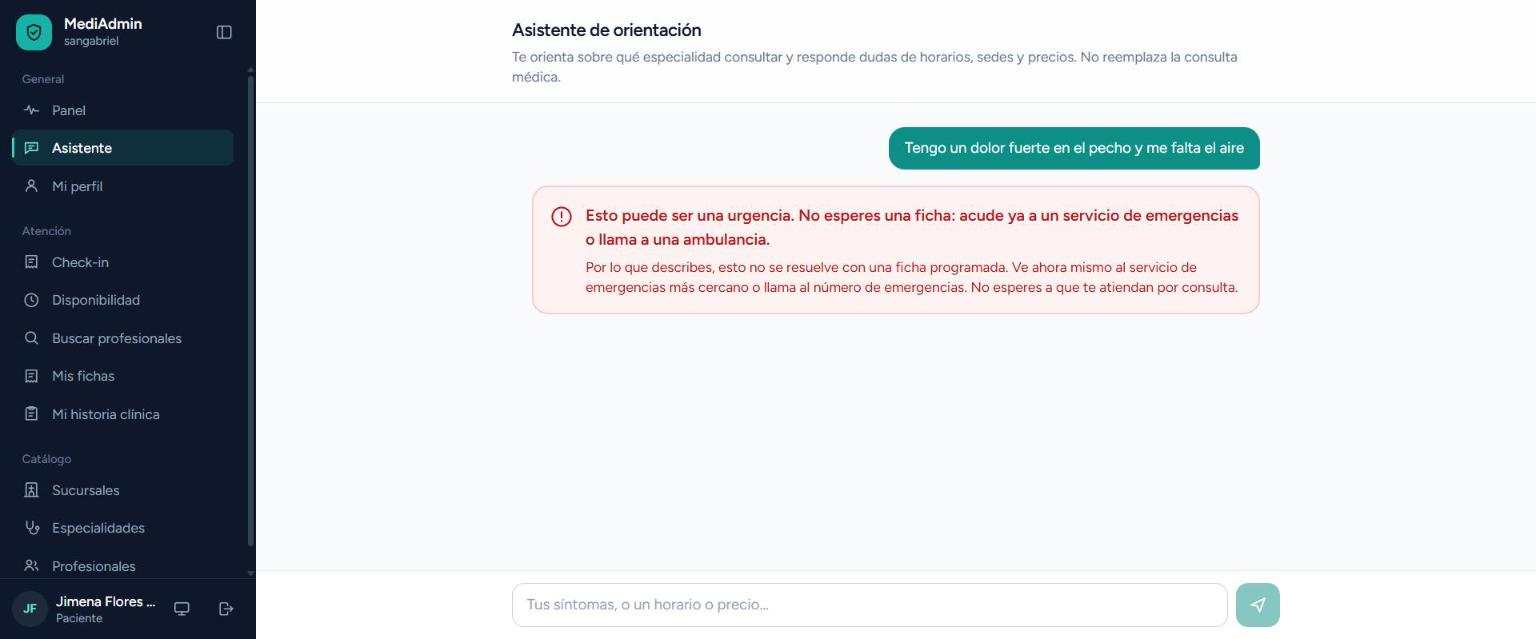 MediAdmin
sangabriel
General
Panel
Asistente
Mi perfil
Atención
Check-in
Disponibilidad
Buscar profesionales
Mis fichas
Mi historia clínica
Catálogo
Sucursales
Especialidades
Profesionales
JF
Jimena Flores ...
Paciente
Asistente de orientación
Te orienta sobre qué especialidad consultar y responde dudas de horarios, sedes y precios. No reemplaza la consulta
médica.
Tengo un dolor fuerte en el pecho y me falta el aire
Esto puede ser una urgencia. No esperes una ficha: acude ya a un servicio de emergencias
o llama a una ambulancia.
Por lo que describes, esto no se resuelve con una ficha programada. Ve ahora mismo al servicio de
emergencias más cercano o llama al número de emergencias. No esperes a que te atiendan por consulta.
Tus síntomas, o un horario o precio...